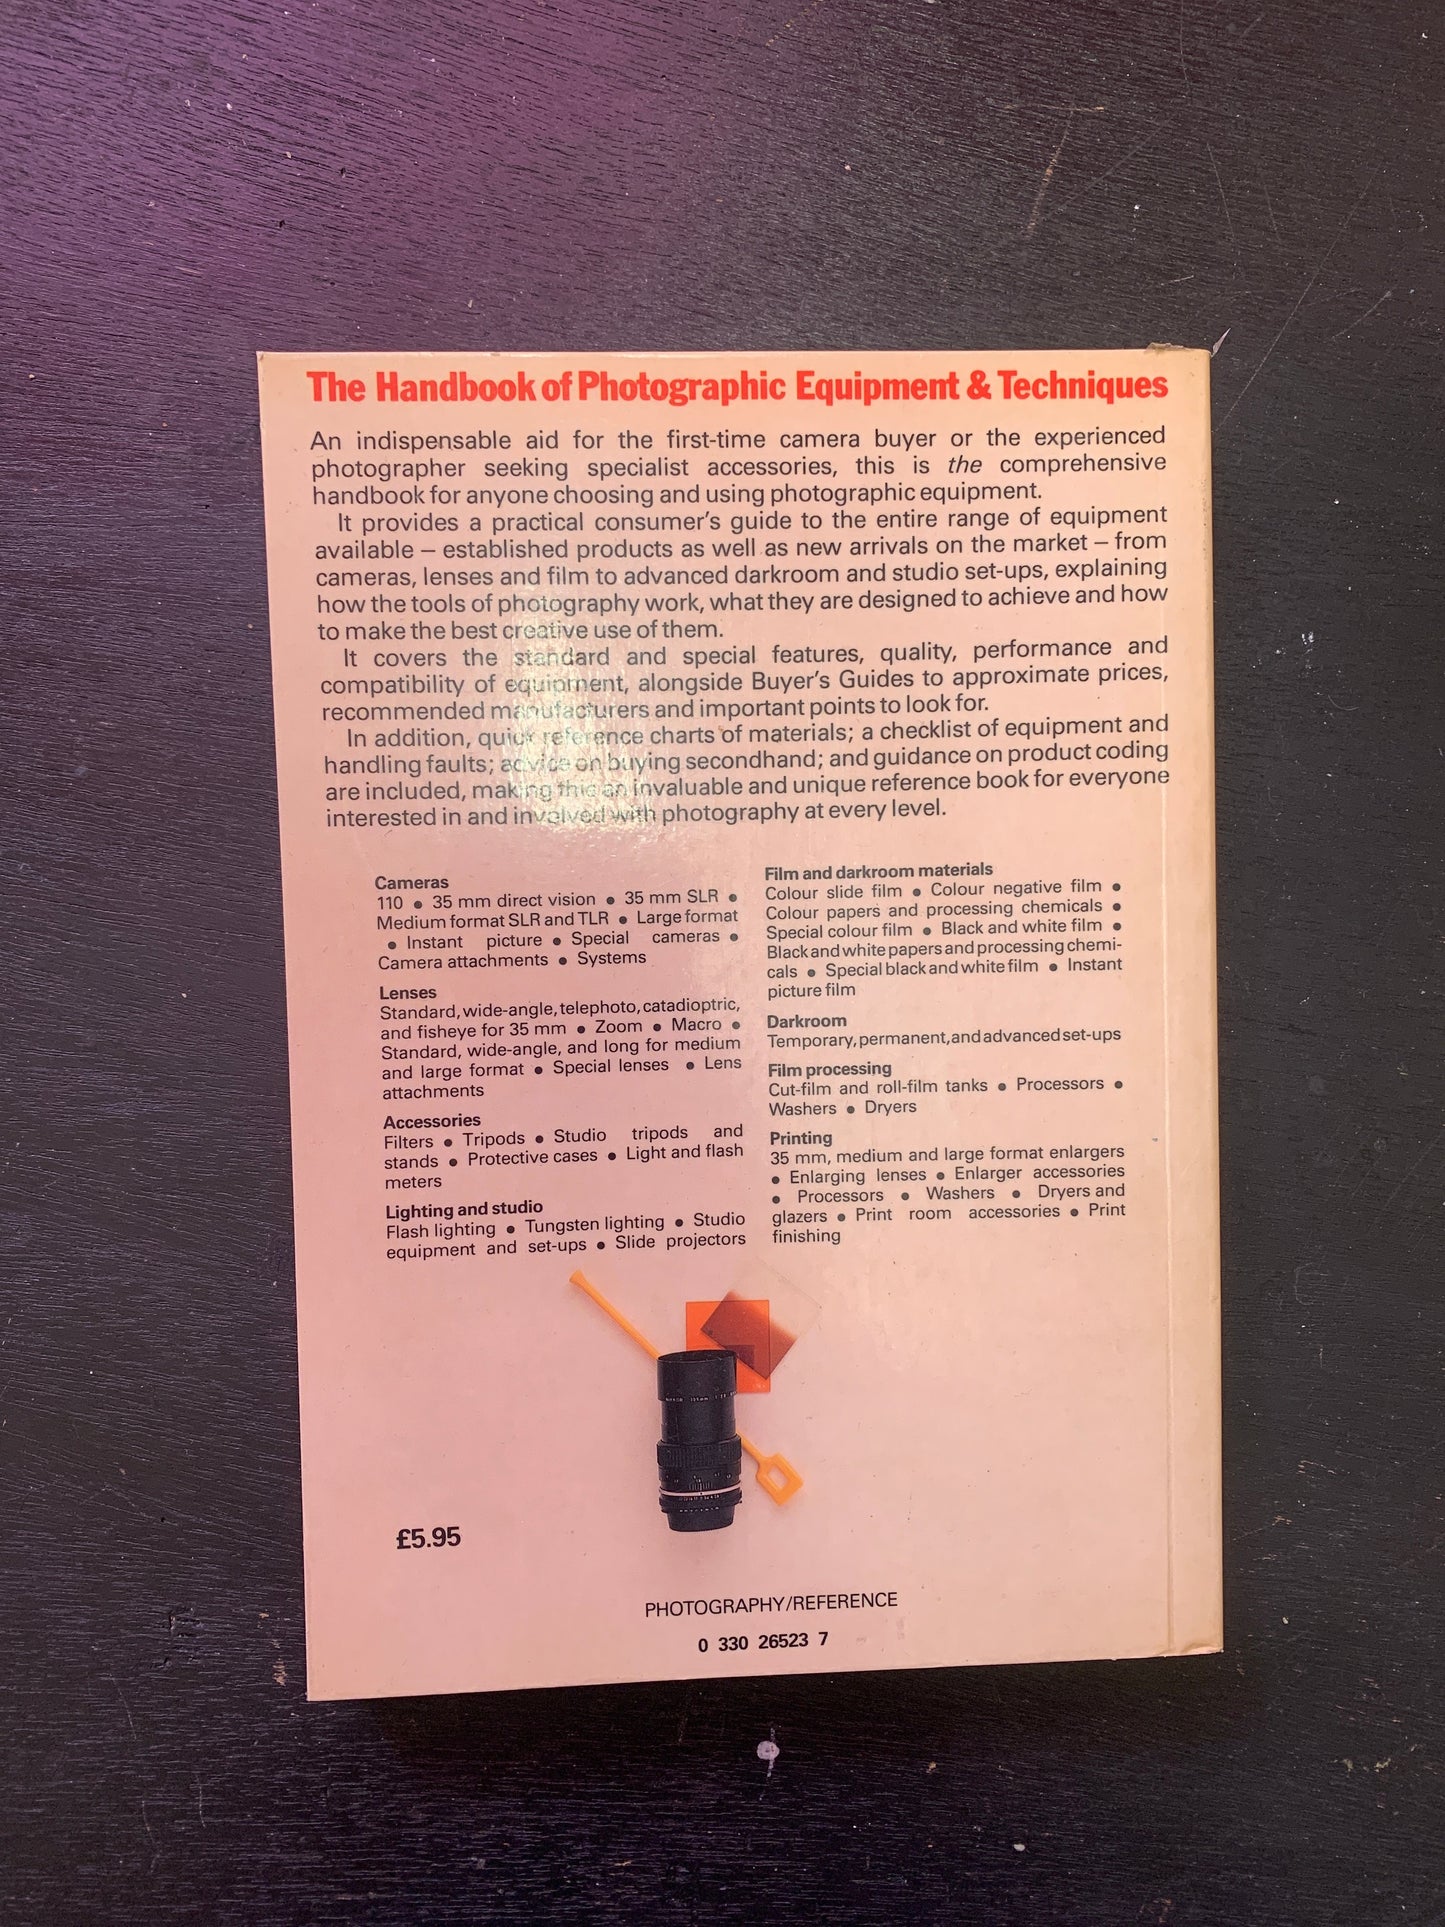 The Handbook of Photographic Equipment & Techniques
An indispensable aid for the first-time camera buyer or the experienced
photographer seeking specialist accessories, this is the comprehensive
handbook for anyone choosing and using photographic equipment.
It provides a practical consumer's guide to the entire range of equipment
available – established products as well as new arrivals on the market – from
cameras, lenses and film to advanced darkroom and studio set-ups, explaining
how the tools of photography work, what they are designed to achieve and how
to make the best creative use of them.
It covers the standard and special features, quality, performance and
compatibility of equipment, alongside Buyer's Guides to approximate prices,
recommended manufacturers and important points to look for.
In addition, quick reference charts of materials; a checklist of equipment and
handling faults; advice on buying secondhand; and guidance on product coding
are included, making this an invaluable and unique reference book for everyone
interested in and involved with photography at every level.
Cameras
110 ● 35 mm direct vision ● 35 mm SLR ●
Medium format SLR and TLR ● Large format
● Instant picture ● Special cameras ●
Camera attachments ● Systems
Lenses
Standard, wide-angle, telephoto, catadioptric,
and fisheye for 35 mm ● Zoom ● Macro ●
Standard, wide-angle, and long for medium
and large format ● Special lenses ● Lens
attachments
Accessories
Filters ● Tripods ● Studio tripods and
stands ● Protective cases ● Light and flash
meters
Lighting and studio
Flash lighting ● Tungsten lighting ● Studio
equipment and set-ups ● Slide projectors
Film and darkroom materials
Colour slide film ● Colour negative film ●
Colour papers and processing chemicals ●
Special colour film ● Black and white film ●
Black and white papers and processing chemi-
cals ● Special black and white film ● Instant
picture film
Darkroom
Temporary, permanent, and advanced set-ups
Film processing
Cut-film and roll-film tanks ● Processors ●
Washers ● Dryers
Printing
35 mm, medium and large format enlargers
● Enlarging lenses ● Enlarger accessories
● Processors ● Washers ● Dryers and
glazers ● Print room accessories ● Print
finishing
£5.95
PHOTOGRAPHY/REFERENCE
0 330 26523 7